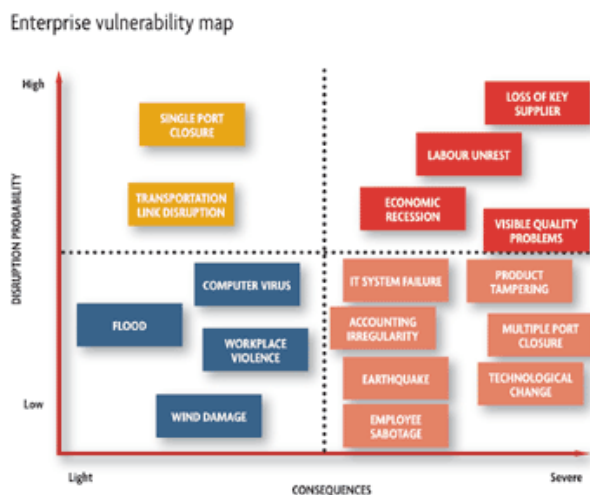 Enterprise vulnerability map
High
LOSS OF KEY
SUPPLIER
SINGLE PORT
CLOSURE
LABOUR UNREST
TRANSPORTATION
LINK DISRUPTION
ECONOMIC
RECESSION
VISIBLE QUALITY
PROBLEMS
DISRUPTION PROBABILITY
COMPUTER VIRUS
IT SYSTEM FAILURE
PRODUCT
TAMPERING
FLOOD
ACCOUNTING
IRREGULARITY
MULTIPLE PORT
CLOSURE
WORKPLACE
VIOLENCE
EARTHQUAKE
TECHNOLOGICAL
CHANGE
Low
WIND DAMAGE
EMPLOYEE
SABOTAGE
Light
CONSEQUENCES
Severe